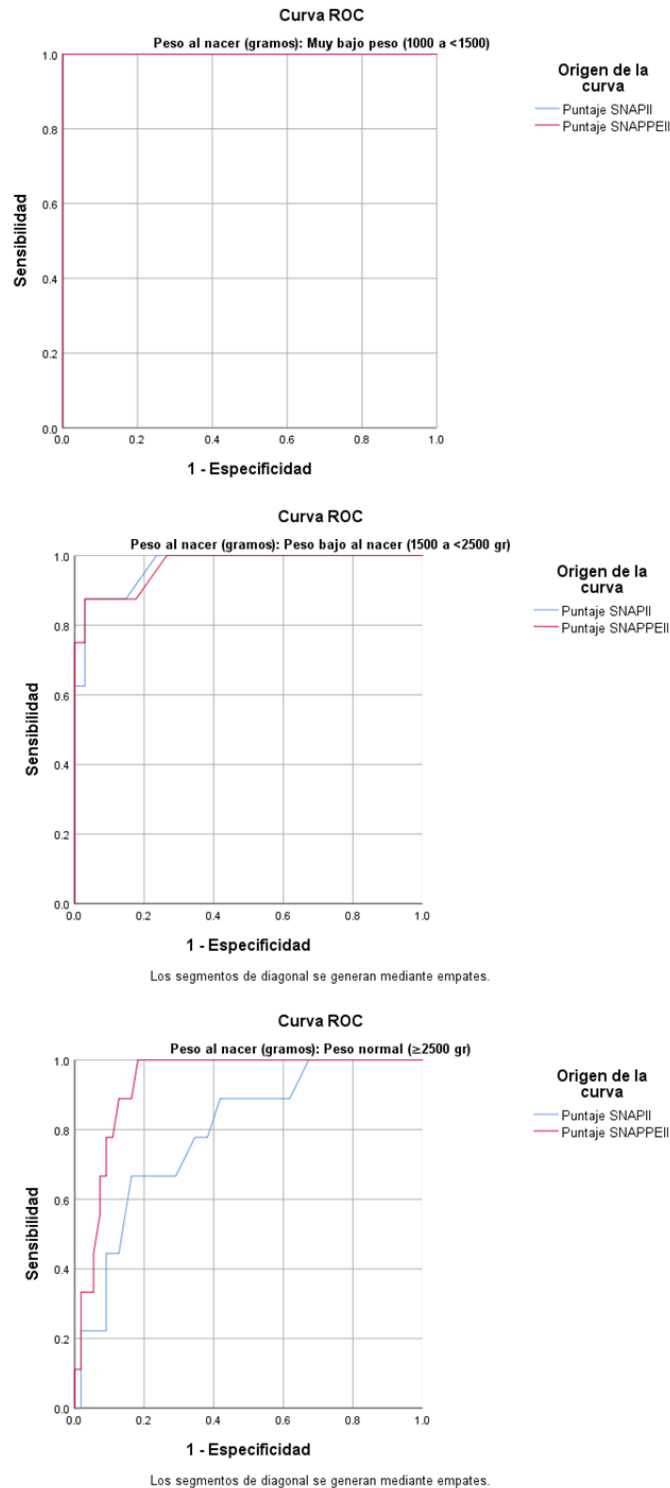 Curva ROC
Peso al nacer (gramos): Muy bajo peso (1000 a <1500)
Origen de la
curva
Puntaje SNAPII
Puntaje SNAPPEII
Sensibilidad
1.0
0.8
0.6
0.4
0.2
0.0
0.0 0.2 0.4 0.6 0.8 1.0
1 - Especificidad
Curva ROC
Peso al nacer (gramos): Peso bajo al nacer (1500 a <2500 gr)
Origen de la
curva
Puntaje SNAPII
Puntaje SNAPPEII
Sensibilidad
1.0
0.8
0.6
0.4
0.2
0.0
0.0 0.2 0.4 0.6 0.8 1.0
1 - Especificidad
Los segmentos de diagonal se generan mediante empates.
Curva ROC
Peso al nacer (gramos): Peso normal (≥2500 gr)
Origen de la
curva
Puntaje SNAPII
Puntaje SNAPPEII
Sensibilidad
1.0
0.8
0.6
0.4
0.2
0.0
0.0 0.2 0.4 0.6 0.8 1.0
1 - Especificidad
Los segmentos de diagonal se generan mediante empates.